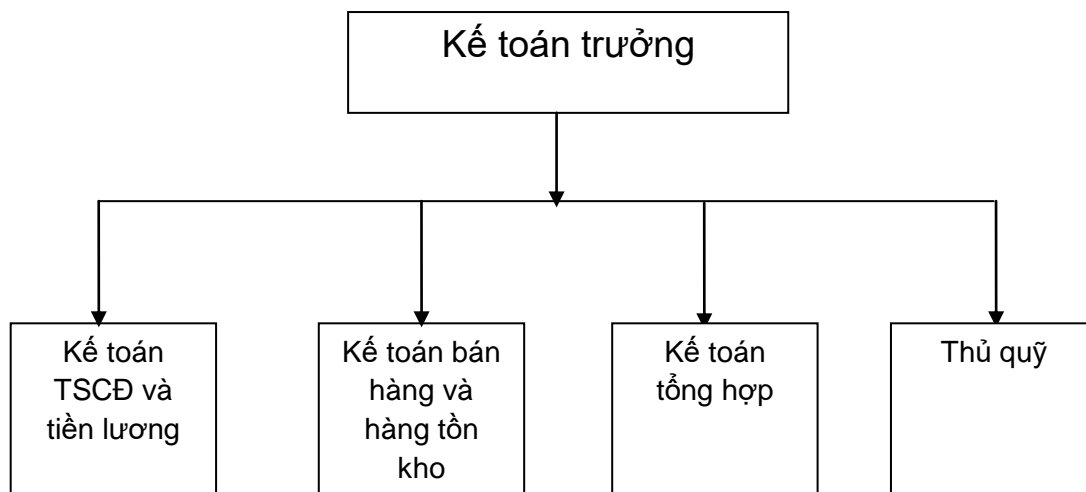 Kế toán trưởng
Kế toán
TSCĐ và
tiền lương
Kế toán bán
hàng và
hàng tồn
kho
Kế toán
tổng hợp
Thủ quỹ